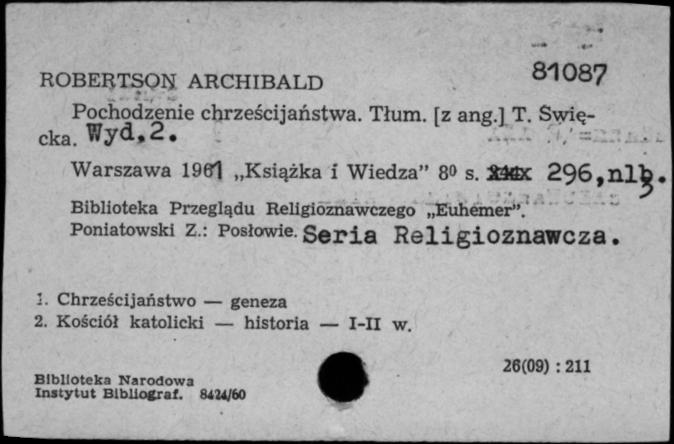 81087
ROBERTSON ARCHIBALD
Pochodzenie chrześcijaństwa. Tłum. [z ang.] T. Świę-
cka. Wyd.2.
Warszawa 1961 „Książka i Wiedza” 8⁰ s. 296,nlb.
Biblioteka Przeglądu Religioznawczego „Euhemer”.
Poniatowski Z.: Posłowie. Seria Religioznawcza.
1. Chrześcijaństwo — geneza
2. Kościół katolicki — historia — I-II w.
26(09) : 211
Biblioteka Narodowa
Instytut Bibliograf. 8424/60